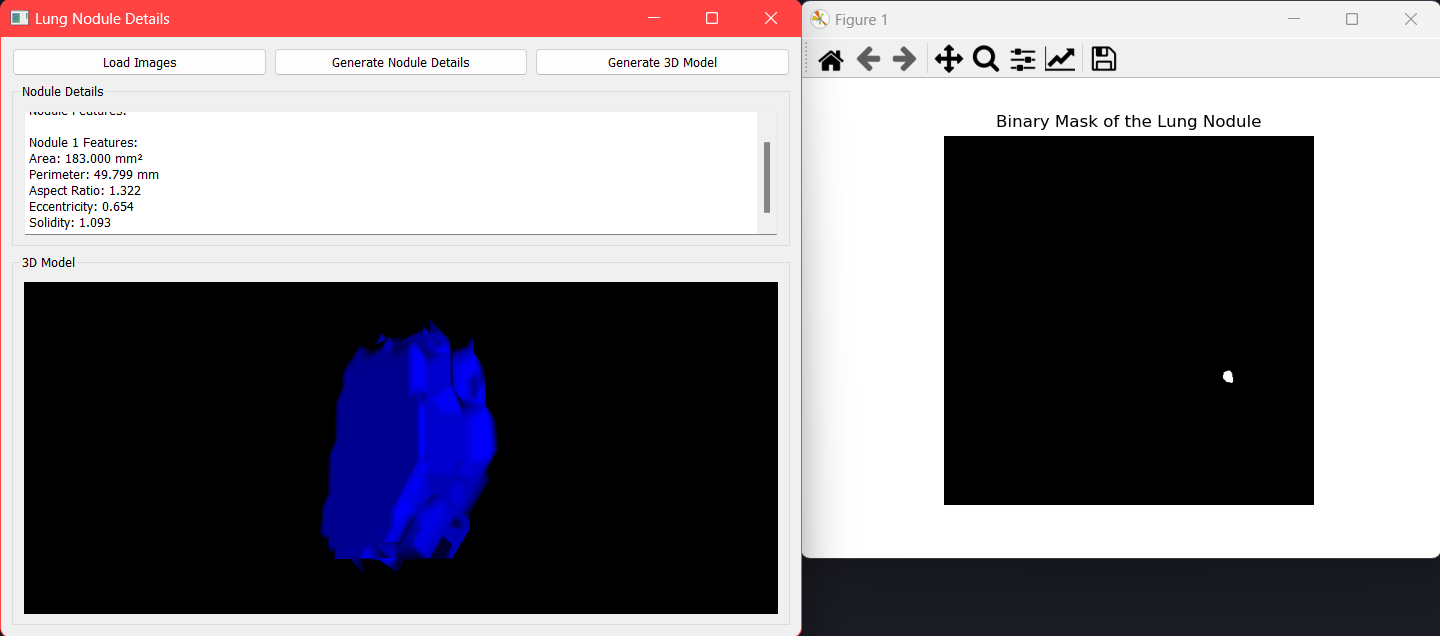 Lung Nodule Details
Load Images
Generate Nodule Details
Generate 3D Model
Nodule Details
Nodule Features:
Nodule 1 Features:
Area: 183.000 mm²
Perimeter: 49.799 mm
Aspect Ratio: 1.322
Eccentricity: 0.654
Solidity: 1.093
3D Model
Figure 1
Binary Mask of the Lung Nodule